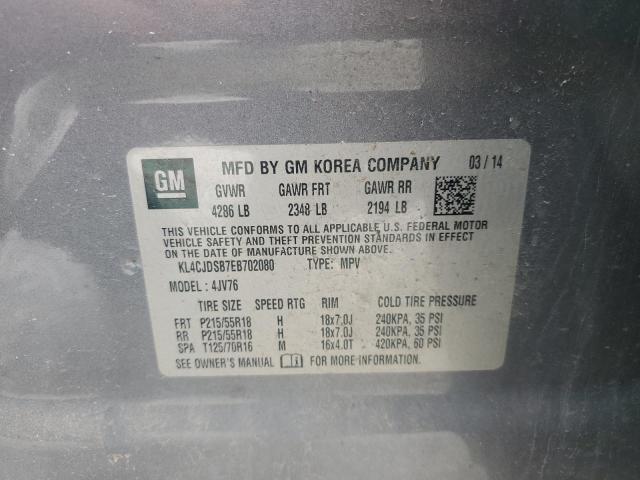 GM MFD BY GM KOREA COMPANY 03/14
GVWR GAWR FRT GAWR RR
4286 LB 2348 LB 2194 LB
THIS VEHICLE CONFORMS TO ALL APPLICABLE U.S. FEDERAL MOTOR
VEHICLE SAFETY AND THEFT PREVENTION STANDARDS IN EFFECT
ON THE DATE OF MANUFACTURE SHOWN ABOVE.
KL4CJDSB7EB702080 TYPE: MPV
MODEL: 4JV76
TIRE SIZE SPEED RTG RIM COLD TIRE PRESSURE
FRT P215/55R18 H 18x7.0J 240KPA, 35 PSI
RR P215/55R18 H 18x7.0J 240KPA, 35 PSI
SPA T125/70R16 M 16x4.0T 420KPA, 60 PSI
SEE OWNER'S MANUAL FOR MORE INFORMATION.